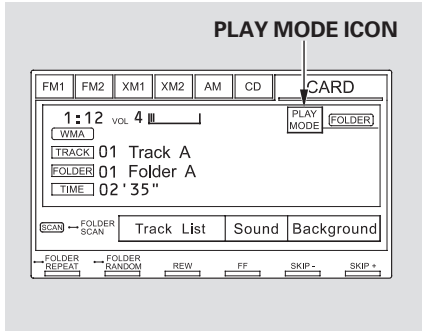 PLAY MODE ICON
FM1 FM2 XM1 XM2 AM CD CARD
1:12 VOL 4 PLAY MODE FOLDER
WMA
TRACK 01 Track A
FOLDER 01 Folder A
TIME 02'35"
SCAN FOLDER SCAN Track List Sound Background
FOLDER REPEAT FOLDER RANDOM REW FF SKIP - SKIP +